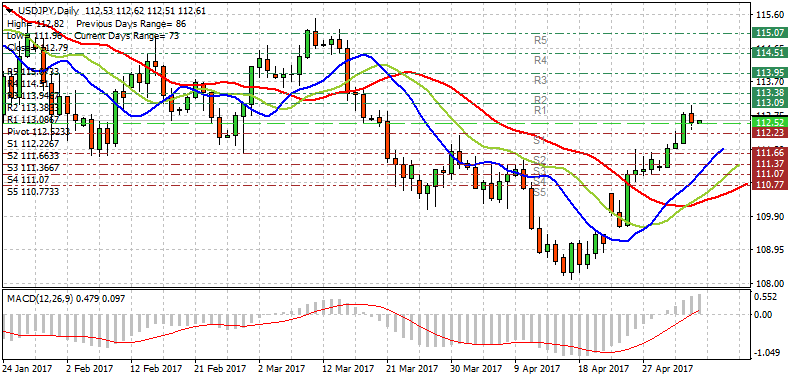 USDJPY,Daily 112,53 112,62 112,51 112,61
High= 112,82 Previous Days Range= 86
Current Days Range= 73
Close= 112,79
R2
R1 113.0867
Pivot 112.5233
S1 112.2267
S2 111.6633
S3 111.3667
S4 111.07
S5 110.7733
R5
R4
R3
R2
R1
S2
S3
S4
S5
115.60
115.07
114.51
113.95
113.70
113.38
113.09
112.52
112.23
111.66
111.37
111.07
110.77
109.90
108.95
108.00
MACD(12,26,9) 0.479 0.097
0.552
0.00
-1.049
24 Jan 2017
2 Feb 2017
12 Feb 2017
21 Feb 2017
2 Mar 2017
12 Mar 2017
21 Mar 2017
30 Mar 2017
9 Apr 2017
18 Apr 2017
27 Apr 2017